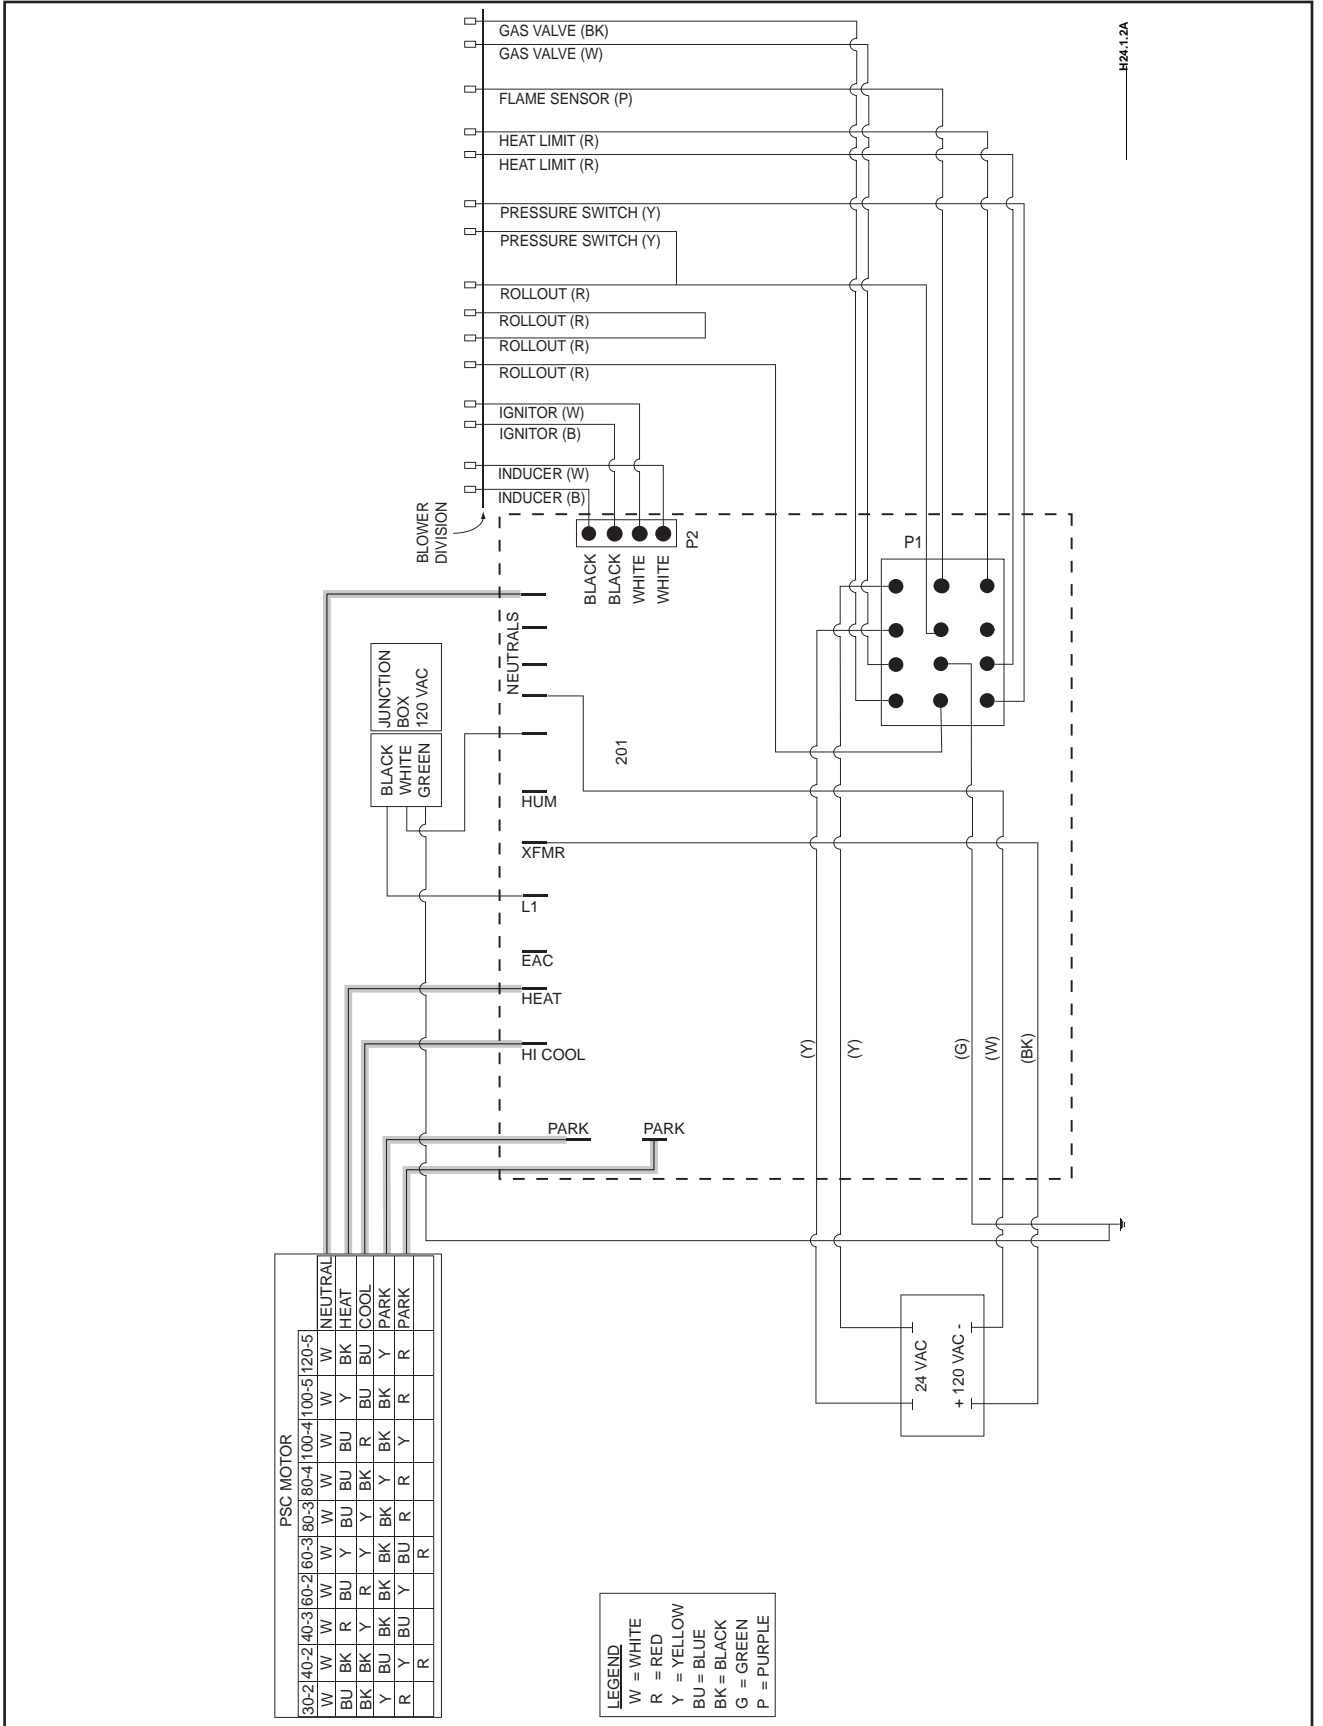 GAS VALVE (BK)
GAS VALVE (W)
FLAME SENSOR (P)
HEAT LIMIT (R)
HEAT LIMIT (R)
PRESSURE SWITCH (Y)
PRESSURE SWITCH (Y)
ROLLOUT (R)
ROLLOUT (R)
ROLLOUT (R)
ROLLOUT (R)
IGNITOR (W)
IGNITOR (B)
INDUCER (W)
INDUCER (B)
H24.1.2A
BLOWER
DIVISION
P2
BLACK
BLACK
WHITE
WHITE
P1
NEUTRALS
JUNCTION
BOX
120 VAC
BLACK
WHITE
GREEN
201
HUM
XFMR
L1
EAC
HEAT
HI COOL
PARK
PARK
(Y)
(Y)
(G)
(W)
(BK)
24 VAC
+ 120 VAC -
PSC MOTOR
30-2 40-2 40-3 60-2 60-3 80-3 80-4 100-4 100-5 120-5
W W W W W W W W W W NEUTRAL
BU BK R BU Y BU BU BU Y BK HEAT
BK BK Y R Y Y BK R BU BU COOL
Y BU BK BK BK BK Y BK BK Y PARK
R Y BU Y BU R R Y R R PARK
R R
LEGEND
W = WHITE
R = RED
Y = YELLOW
BU = BLUE
BK = BLACK
G = GREEN
P = PURPLE